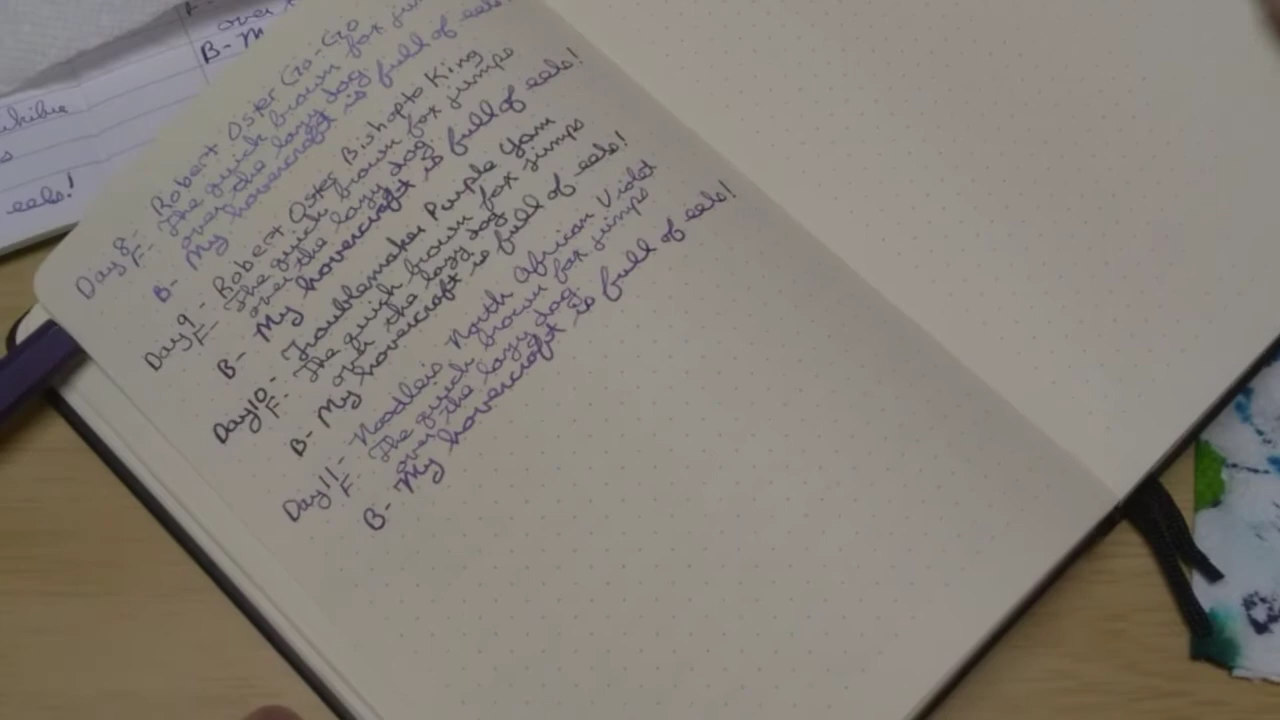 over
B- M
eels!
Day 8- Robert Oster Go-Go
F- The quick brown fox jum
over the lazy dog
B- My hovercraft is full of eels
Day 9- Robert Oster Bishop to King
F- The quick brown fox jumps
over the lazy dog.
B- My hovercraft is full of eels!
Day 10- Troublemaker Purple Yam
F- The quick brown fox jumps
over the lazy dog
B- My hovercraft is full of eels!
Day 11- Noodlers North African Violet
F- The quick brown fox jumps
over the lazy dog.
B- My hovercraft is full of eels!